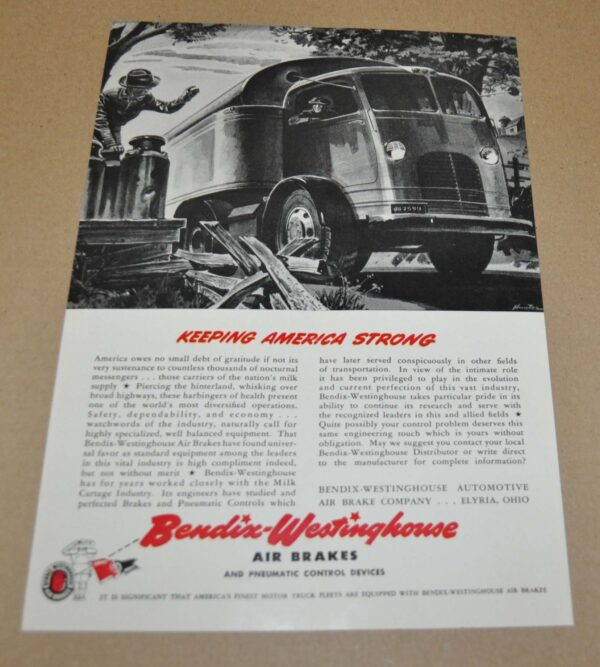 KEEPING AMERICA STRONG
America owes no small debt of gratitude if not its
very sustenance to countless thousands of nocturnal
messengers . . . those carriers of the nation's milk
supply ★ Piercing the hinterland, whisking over
broad highways, these harbingers of health present
one of the world's most diversified operations.
Safety, dependability, and economy . . .
watchwords of the industry, naturally call for
highly specialized, well balanced equipment. That
Bendix-Westinghouse Air Brakes have found univer-
sal favor as standard equipment among the leaders
in this vital industry is high compliment indeed,
but not without merit ★ Bendix-Westinghouse
has for years worked closely with the Milk
Cartage Industry. Its engineers have studied and
perfected Brakes and Pneumatic Controls which
have later served conspicuously in other fields
of transportation. In view of the intimate role
it has been privileged to play in the evolution
and current perfection of this vast industry,
Bendix-Westinghouse takes particular pride in its
ability to continue its research and serve with
the recognized leaders in this and allied fields ★
Quite possibly your control problem deserves this
same engineering touch which is yours without
obligation. May we suggest you contact your local
Bendix-Westinghouse Distributor or write direct
to the manufacturer for complete information?
BENDIX-WESTINGHOUSE AUTOMOTIVE
AIR BRAKE COMPANY . . . ELYRIA, OHIO
Bendix-Westinghouse
AIR BRAKES
AND PNEUMATIC CONTROL DEVICES
IT IS SIGNIFICANT THAT AMERICA'S FINEST MOTOR TRUCK FLEETS ARE EQUIPPED WITH BENDIX-WESTINGHOUSE AIR BRAKES